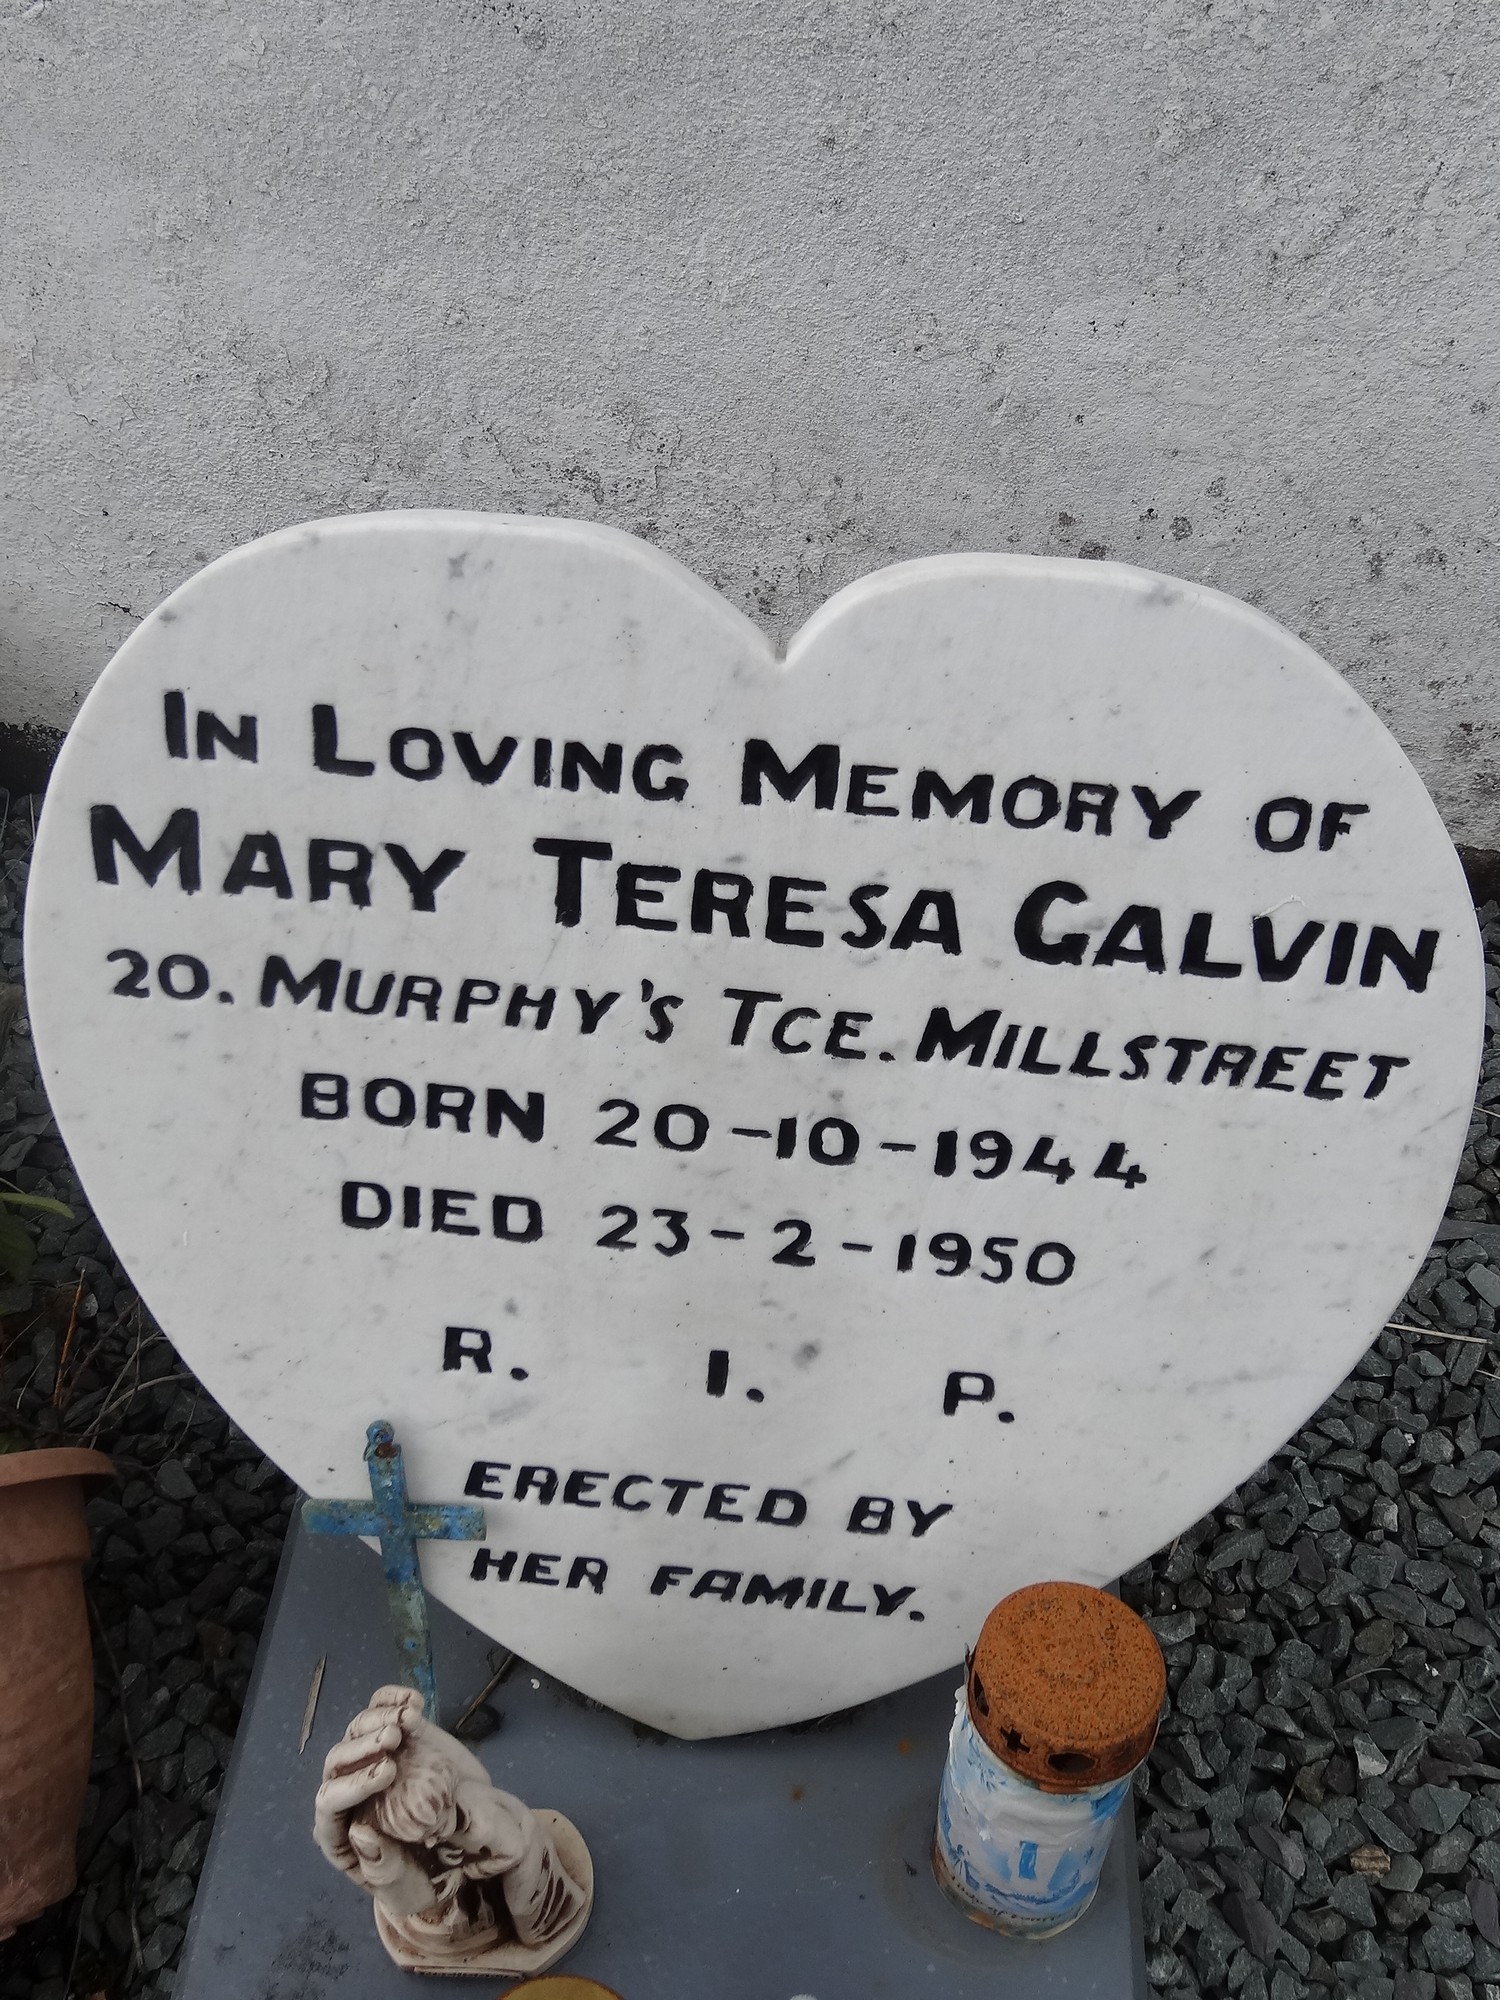 IN LOVING MEMORY OF
MARY TERESA GALVIN
20. MURPHY'S TCE. MILLSTREET
BORN 20-10-1944
DIED 23-2-1950
R. I. P.
ERECTED BY
HER FAMILY.